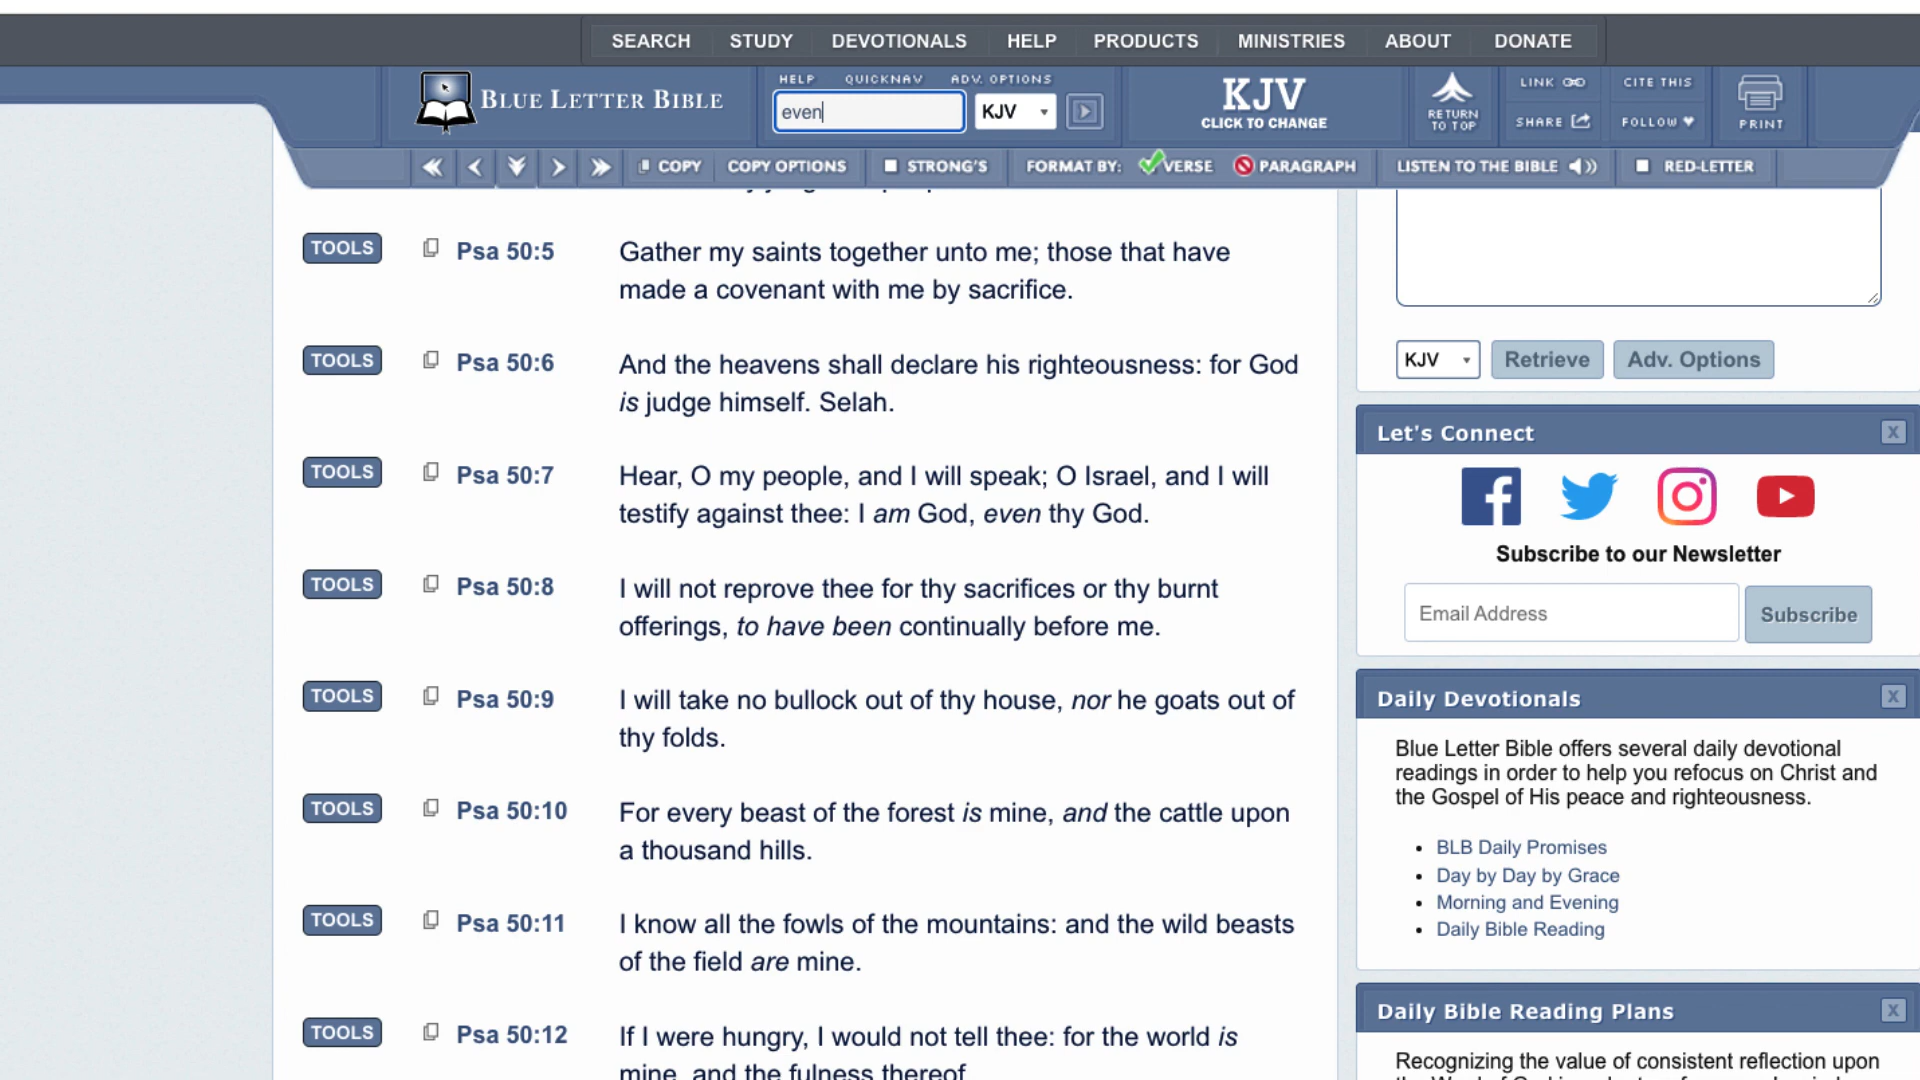 SEARCH STUDY DEVOTIONALS HELP PRODUCTS MINISTRIES ABOUT DONATE
BLUE LETTER BIBLE
HELP QUICKNAV ADV. OPTIONS
even KJV
KJV
CLICK TO CHANGE
RETURN
TO TOP
LINK
CITE THIS
SHARE
FOLLOW
PRINT
COPY COPY OPTIONS STRONG'S FORMAT BY: VERSE PARAGRAPH LISTEN TO THE BIBLE RED-LETTER
TOOLS Psa 50:5 Gather my saints together unto me; those that have
made a covenant with me by sacrifice.
TOOLS Psa 50:6 And the heavens shall declare his righteousness: for God
is judge himself. Selah.
TOOLS Psa 50:7 Hear, O my people, and I will speak; O Israel, and I will
testify against thee: I am God, even thy God.
TOOLS Psa 50:8 I will not reprove thee for thy sacrifices or thy burnt
offerings, to have been continually before me.
TOOLS Psa 50:9 I will take no bullock out of thy house, nor he goats out of
thy folds.
TOOLS Psa 50:10 For every beast of the forest is mine, and the cattle upon
a thousand hills.
TOOLS Psa 50:11 I know all the fowls of the mountains: and the wild beasts
of the field are mine.
TOOLS Psa 50:12 If I were hungry, I would not tell thee: for the world is
mine, and the fulness thereof
KJV Retrieve Adv. Options
Let's Connect X
Subscribe to our Newsletter
Email Address Subscribe
Daily Devotionals X
Blue Letter Bible offers several daily devotional
readings in order to help you refocus on Christ and
the Gospel of His peace and righteousness.
BLB Daily Promises
Day by Day by Grace
Morning and Evening
Daily Bible Reading
Daily Bible Reading Plans X
Recognizing the value of consistent reflection upon